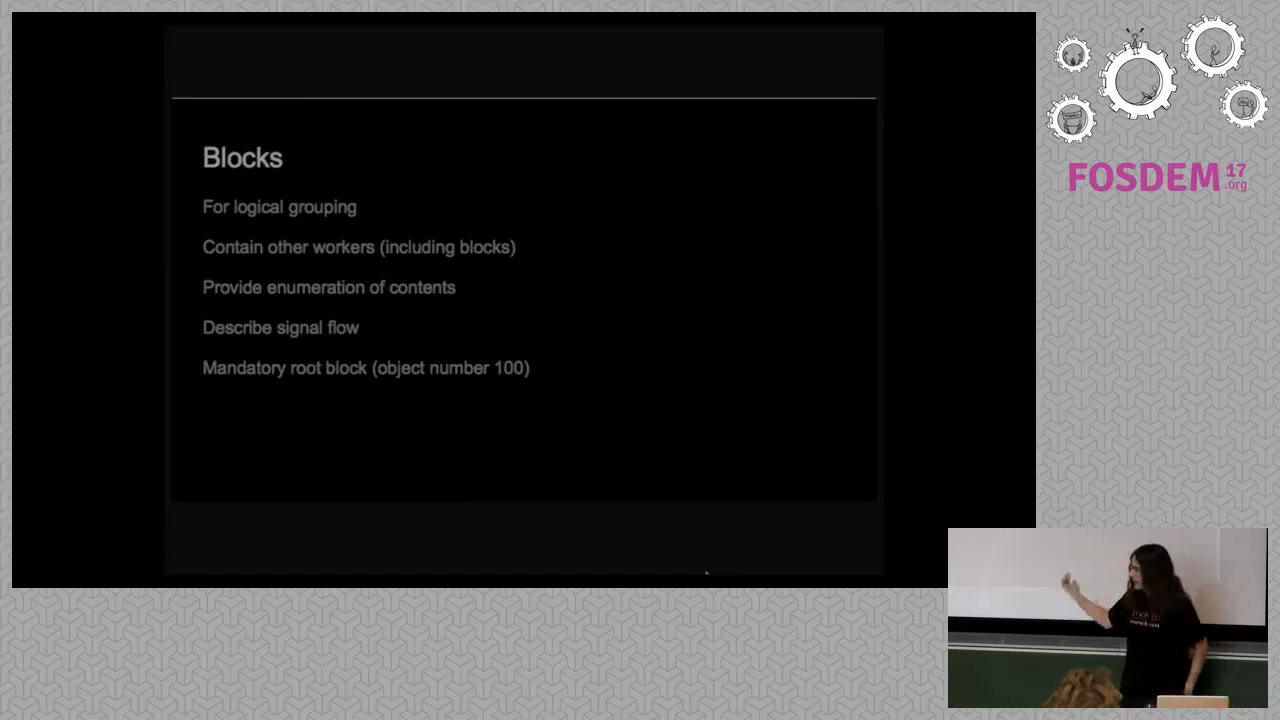 Blocks
For logical grouping
Contain other workers (including blocks)
Provide enumeration of contents
Describe signal flow
Mandatory root block (object number 100)
FOSDEM 17
.org